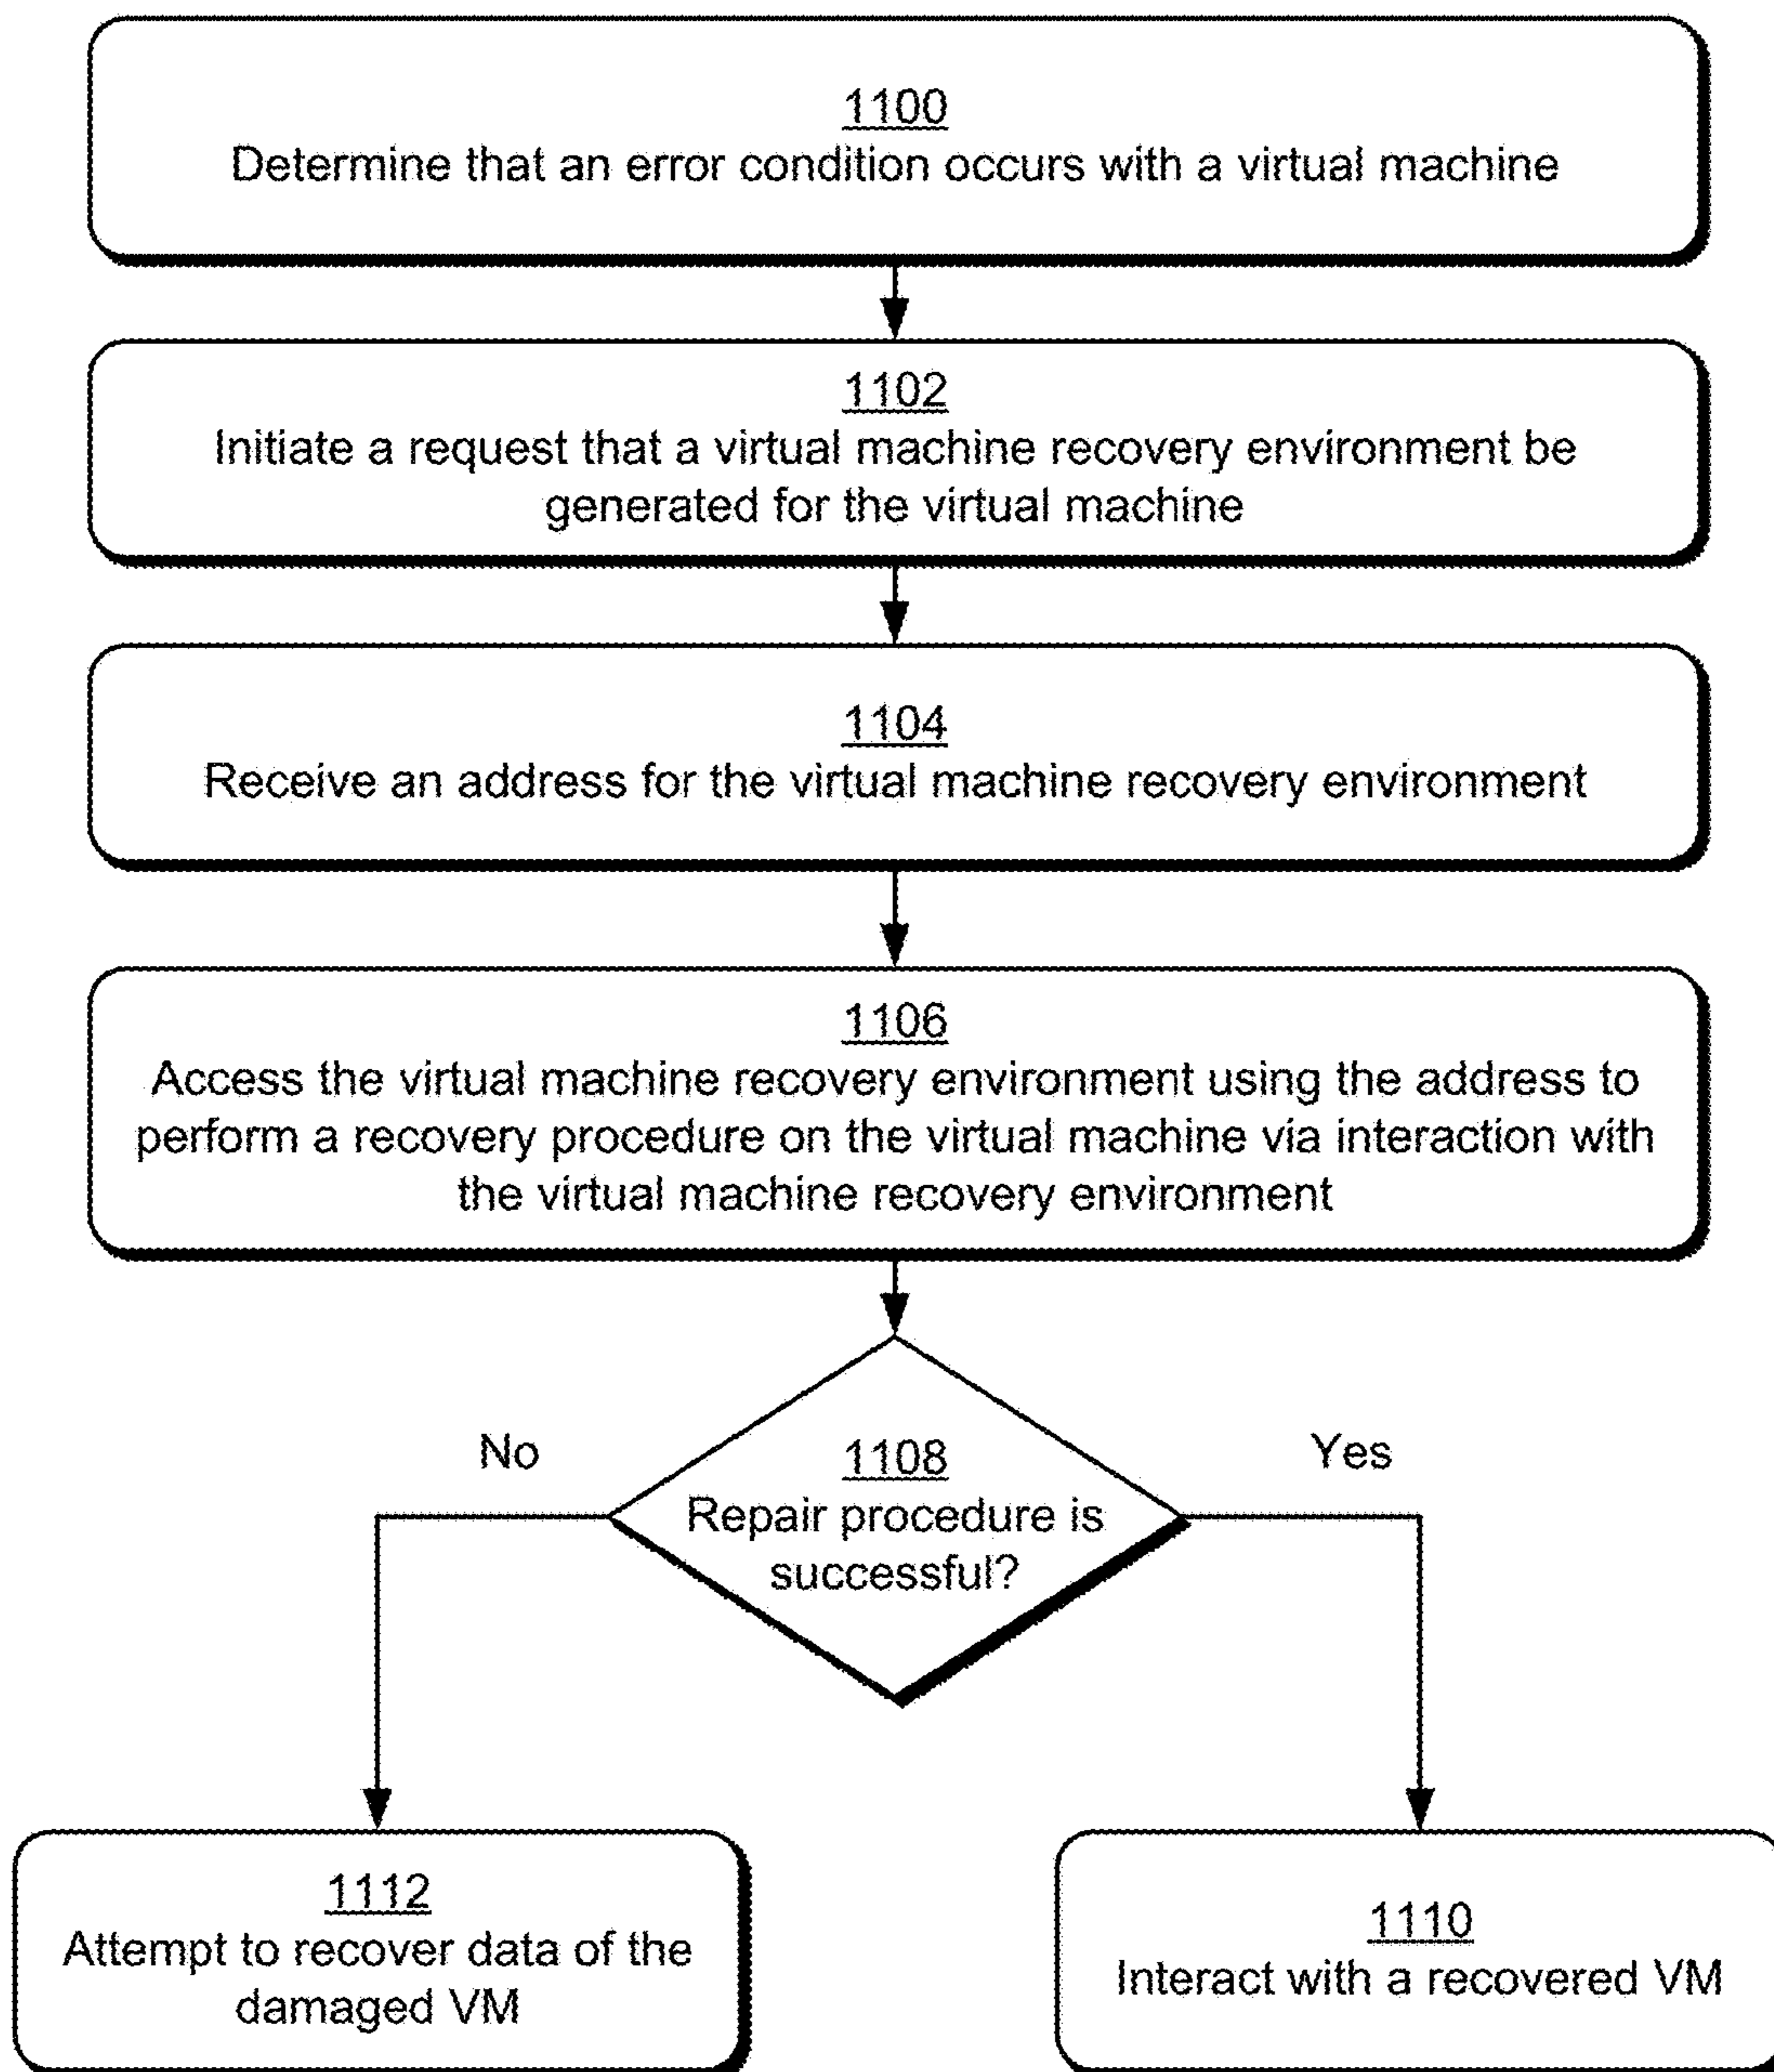 1100
Determine that an error condition occurs with a virtual machine
1102
Initiate a request that a virtual machine recovery environment be
generated for the virtual machine
1104
Receive an address for the virtual machine recovery environment
1106
Access the virtual machine recovery environment using the address to
perform a recovery procedure on the virtual machine via interaction with
the virtual machine recovery environment
No
1108
Yes
Repair procedure is
successful?
1112
Attempt to recover data of the
damaged VM
1110
Interact with a recovered VM